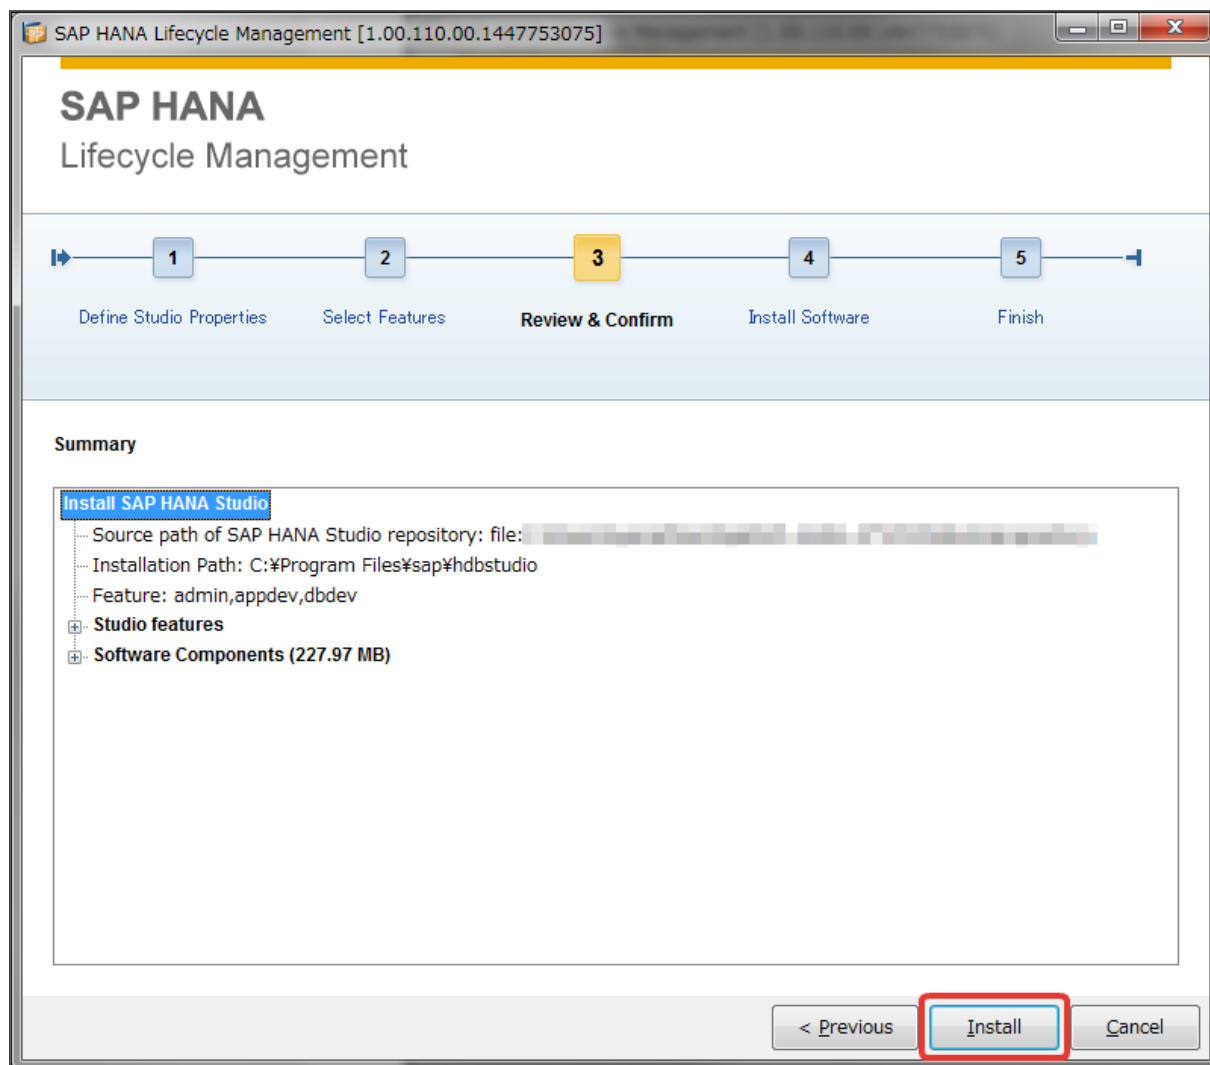 SAP HANA Lifecycle Management [1.00.110.00.1447753075]
SAP HANA
Lifecycle Management
1 2 3 4 5
Define Studio Properties Select Features Review & Confirm Install Software Finish
Summary
Install SAP HANA Studio
Source path of SAP HANA Studio repository: file:
Installation Path: C:¥Program Files¥sap¥hdbstudio
Feature: admin,appdev,dbdev
Studio features
Software Components (227.97 MB)
< Previous Install Cancel